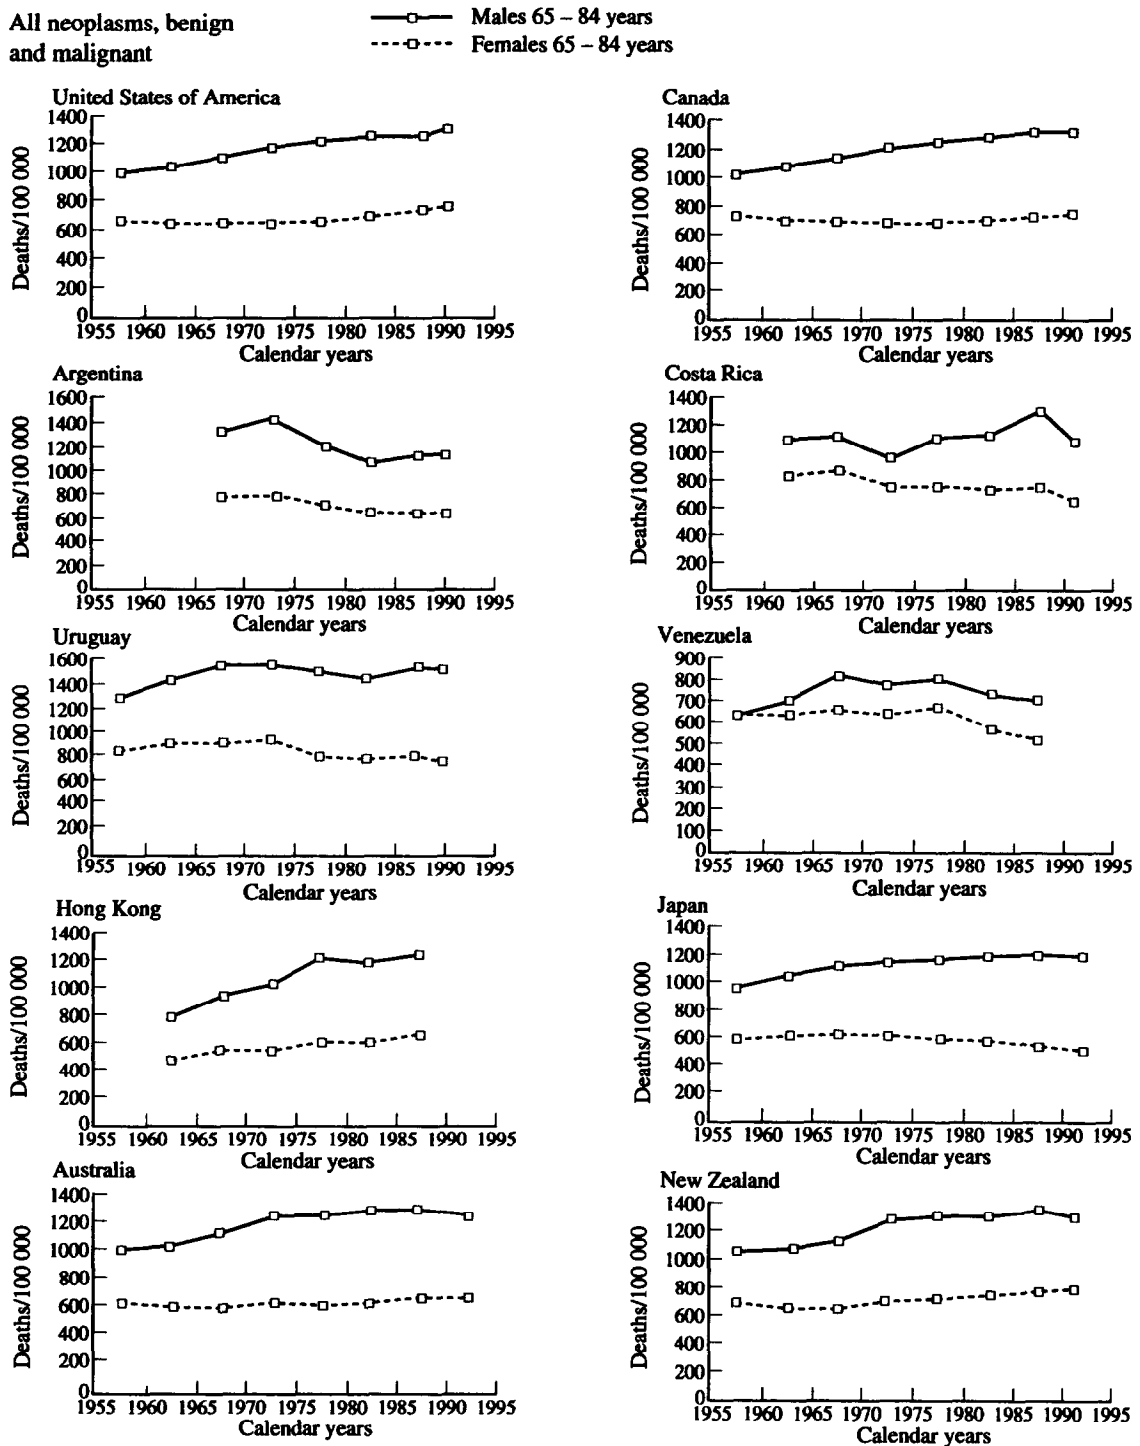 All neoplasms, benign
and malignant
Males 65 – 84 years
Females 65 – 84 years
United States of America
1400
1200
1000
800
600
400
200
0
Deaths/100 000
1955 1960 1965 1970 1975 1980 1985 1990 1995
Calendar years
Canada
1400
1200
1000
800
600
400
200
0
Deaths/100 000
1955 1960 1965 1970 1975 1980 1985 1990 1995
Calendar years
Argentina
1600
1400
1200
1000
800
600
400
200
0
Deaths/100 000
1955 1960 1965 1970 1975 1980 1985 1990 1995
Calendar years
Costa Rica
1400
1200
1000
800
600
400
200
0
Deaths/100 000
1955 1960 1965 1970 1975 1980 1985 1990 1995
Calendar years
Uruguay
1600
1400
1200
1000
800
600
400
200
0
Deaths/100 000
1955 1960 1965 1970 1975 1980 1985 1990 1995
Calendar years
Venezuela
900
800
700
600
500
400
300
200
100
0
Deaths/100 000
1955 1960 1965 1970 1975 1980 1985 1990 1995
Calendar years
Hong Kong
1400
1200
1000
800
600
400
200
0
Deaths/100 000
1955 1960 1965 1970 1975 1980 1985 1990 1995
Calendar years
Japan
1400
1200
1000
800
600
400
200
0
Deaths/100 000
1955 1960 1965 1970 1975 1980 1985 1990 1995
Calendar years
Australia
1400
1200
1000
800
600
400
200
0
Deaths/100 000
1955 1960 1965 1970 1975 1980 1985 1990 1995
Calendar years
New Zealand
1400
1200
1000
800
600
400
200
0
Deaths/100 000
1955 1960 1965 1970 1975 1980 1985 1990 1995
Calendar years